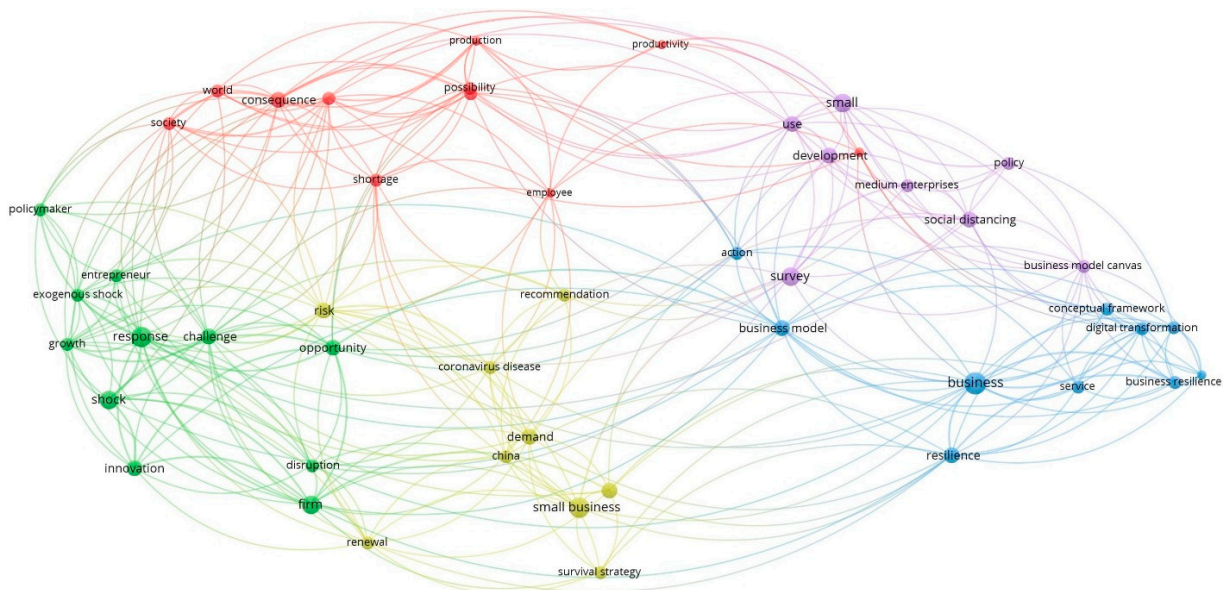 production
productivity
world
consequence
possibility
small
society
use
development
policy
shortage
medium enterprises
employee
policymaker
social distancing
action
business model canvas
entrepreneur
survey
exogenous shock
recommendation
risk
conceptual framework
business model
digital transformation
response
challenge
growth
opportunity
coronavirus disease
business
service
business resilience
shock
demand
china
resilience
innovation
disruption
firm
small business
renewal
survival strategy